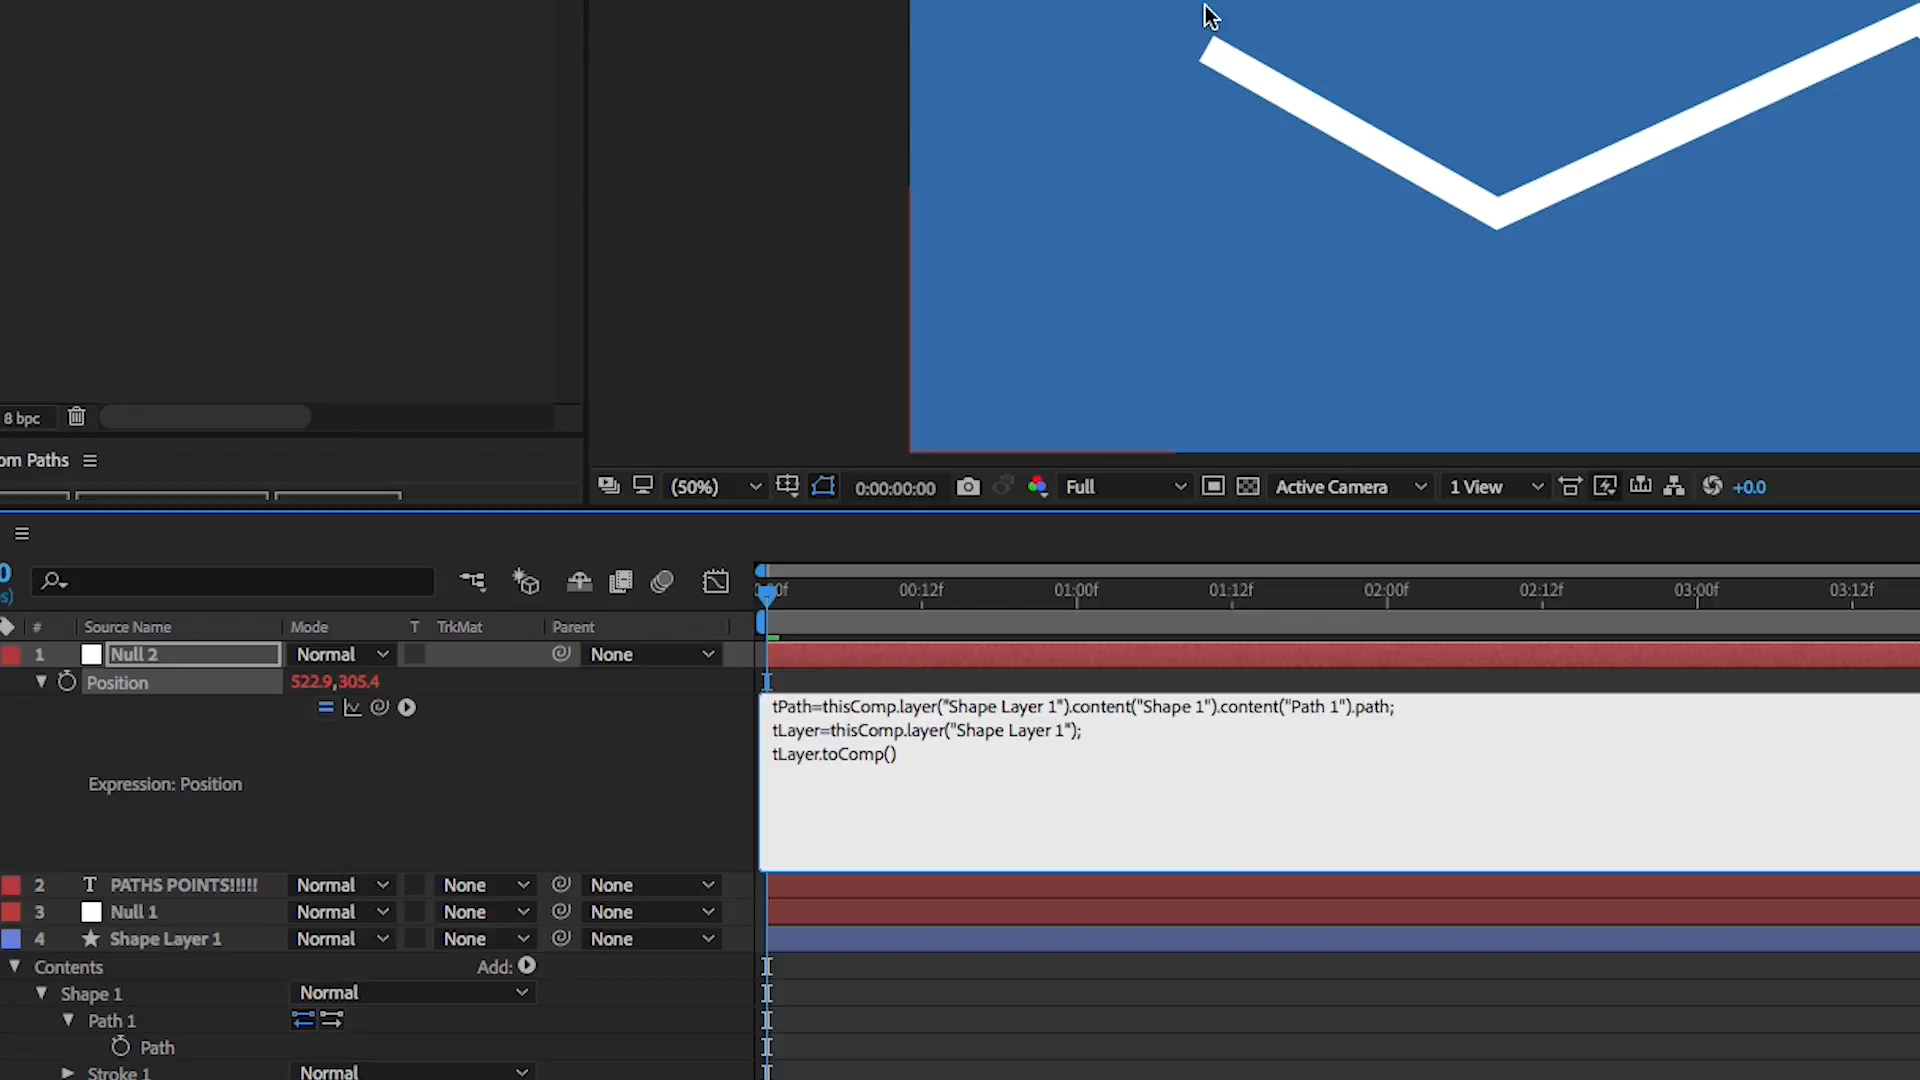 8 bpc
om Paths
(50%)
0:00:00:00
Full
Active Camera
1 View
+0.0
00:12f
01:00f
01:12f
02:00f
02:12f
03:00f
03:12f
# Source Name Mode T TrkMat Parent
1 Null 2 Normal None
Position 522.9,305.4
tPath=thisComp.layer("Shape Layer 1").content("Shape 1").content("Path 1").path;
tLayer=thisComp.layer("Shape Layer 1");
tLayer.toComp()
Expression: Position
2 T PATHS POINTS!!!!! Normal None None
3 Null 1 Normal None None
4 Shape Layer 1 Normal None None
Contents Add:
Shape 1 Normal
Path 1
Path
Stroke 1 Normal